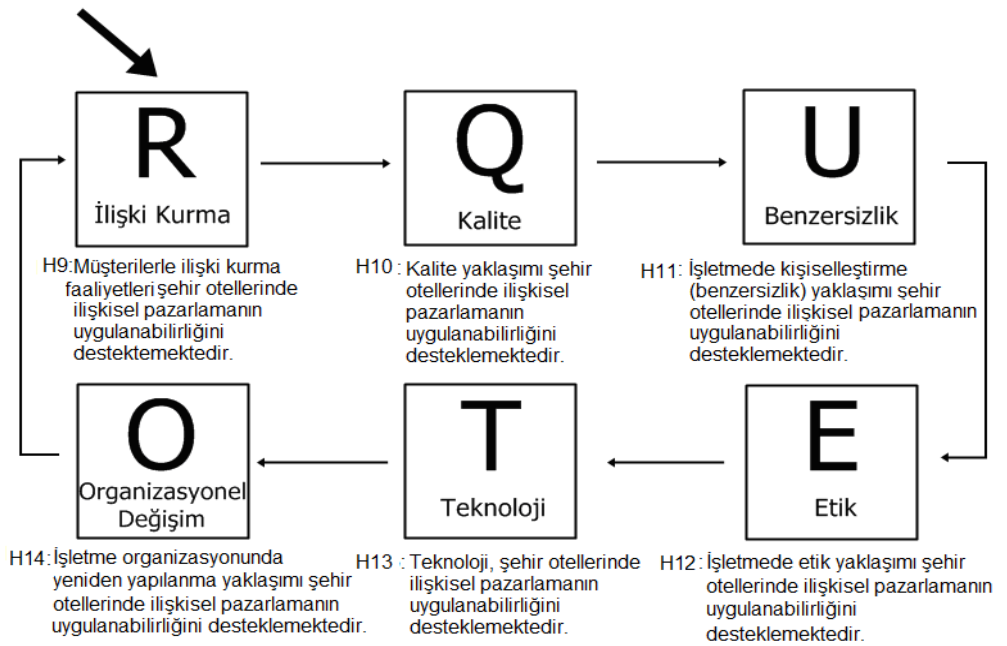 R
İlişki Kurma
H9:Müşterilerle ilişki kurma
faaliyetleri şehir otellerinde
ilişkisel pazarlamanın
uygulanabilirliğini
destektemektedir.
Q
Kalite
H10 : Kalite yaklaşımı şehir
otellerinde ilişkisel
pazarlamanın
uygulanabilirliğini
desteklemektedir.
U
Benzersizlik
H11: İşletmede kişiselleştirme
(benzersizlik) yaklaşımı şehir
otellerinde ilişkisel pazarlamanın
uygulanabilirliğini
desteklemektedir.
O
Organizasyonel
Değişim
H14: İşletme organizasyonunda
yeniden yapılanma yaklaşımı şehir
otellerinde ilişkisel pazarlamanın
uygulanabilirliğini desteklemektedir.
T
Teknoloji
H13 : Teknoloji, şehir otellerinde
ilişkisel pazarlamanın
uygulanabilirliğini
desteklemektedir.
E
Etik
H12: İşletmede etik yaklaşımı şehir
otellerinde ilişkisel pazarlamanın
uygulanabilirliğini
desteklemektedir.